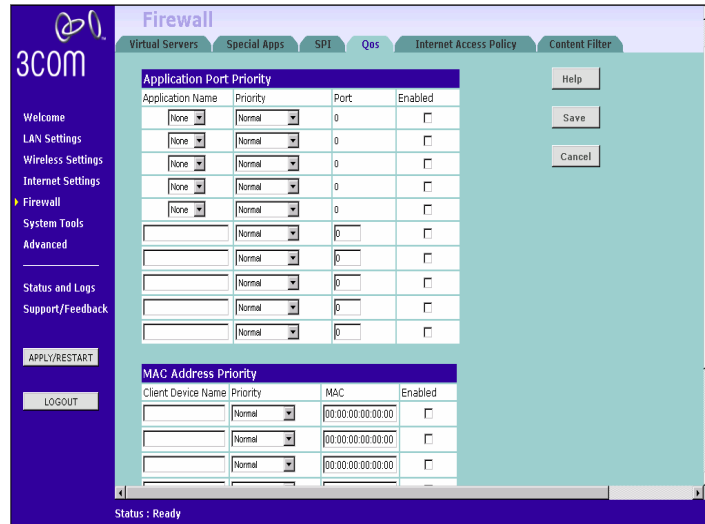 3COM
Firewall
Virtual Servers Special Apps SPI Qos Internet Access Policy Content Filter
Welcome
LAN Settings
Wireless Settings
Internet Settings
Firewall
System Tools
Advanced
Status and Logs
Support/Feedback
APPLY/RESTART
LOGOUT
Application Port Priority
Application Name Priority Port Enabled
None Normal 0
None Normal 0
None Normal 0
None Normal 0
None Normal 0
Normal 0
Normal 0
Normal 0
Normal 0
Normal 0
MAC Address Priority
Client Device Name Priority MAC Enabled
Normal 00:00:00:00:00:00
Normal 00:00:00:00:00:00
Normal 00:00:00:00:00:00
Help
Save
Cancel
Status : Ready